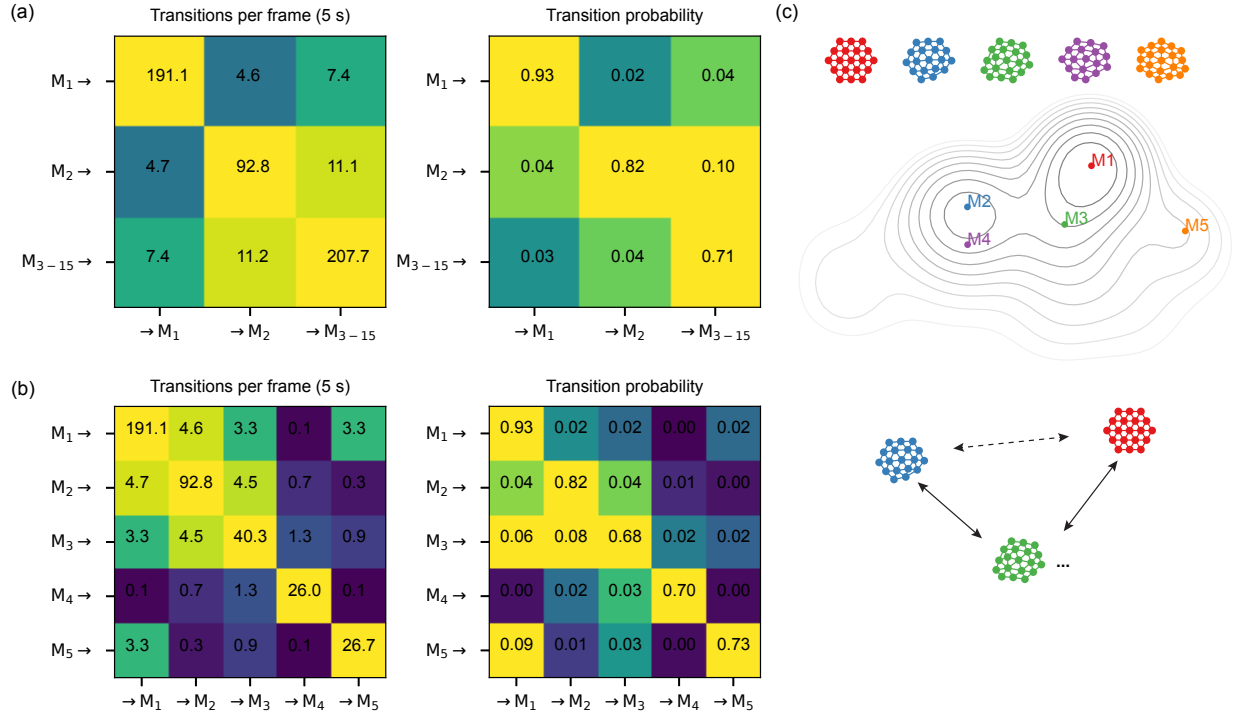 (a)
Transitions per frame (5 s)
M₁ → 191.1 4.6 7.4
M₂ → 4.7 92.8 11.1
M₃₋₁₅ → 7.4 11.2 207.7
→ M₁ → M₂ → M₃₋₁₅
Transition probability
M₁ → 0.93 0.02 0.04
M₂ → 0.04 0.82 0.10
M₃₋₁₅ → 0.03 0.04 0.71
→ M₁ → M₂ → M₃₋₁₅
(b)
Transitions per frame (5 s)
M₁ → 191.1 4.6 3.3 0.1 3.3
M₂ → 4.7 92.8 4.5 0.7 0.3
M₃ → 3.3 4.5 40.3 1.3 0.9
M₄ → 0.1 0.7 1.3 26.0 0.1
M₅ → 3.3 0.3 0.9 0.1 26.7
→ M₁ → M₂ → M₃ → M₄ → M₅
Transition probability
M₁ → 0.93 0.02 0.02 0.00 0.02
M₂ → 0.04 0.82 0.04 0.01 0.00
M₃ → 0.06 0.08 0.68 0.02 0.02
M₄ → 0.00 0.02 0.03 0.70 0.00
M₅ → 0.09 0.01 0.03 0.00 0.73
→ M₁ → M₂ → M₃ → M₄ → M₅
(c)
M1
M2
M3
M4
M5
...